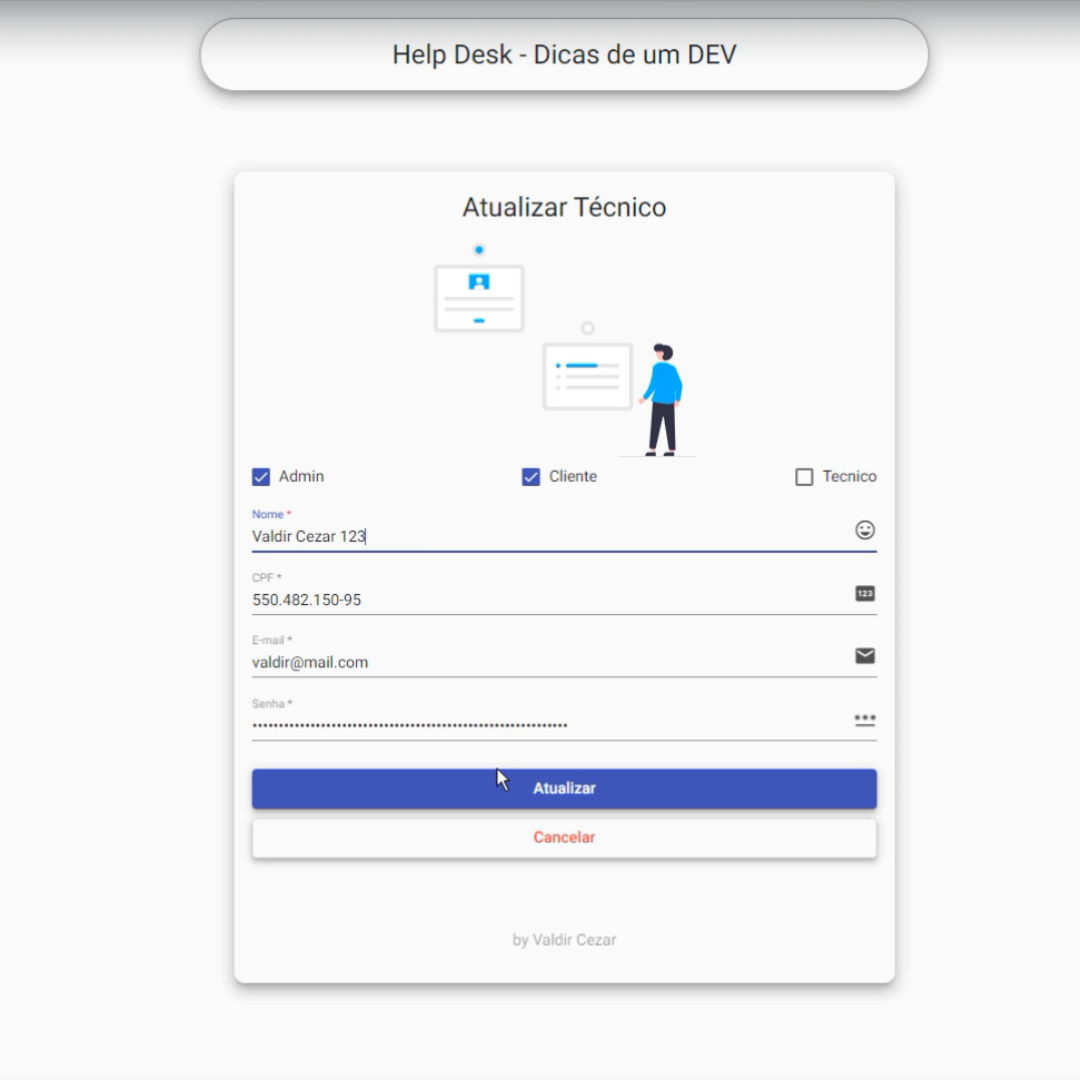 Help Desk - Dicas de um DEV
Atualizar Técnico
Admin
Cliente
Tecnico
Nome *
Valdir Cezar 123
CPF *
550.482.150-95
123
E-mail *
valdir@mail.com
Senha *
Atualizar
Cancelar
by Valdir Cezar